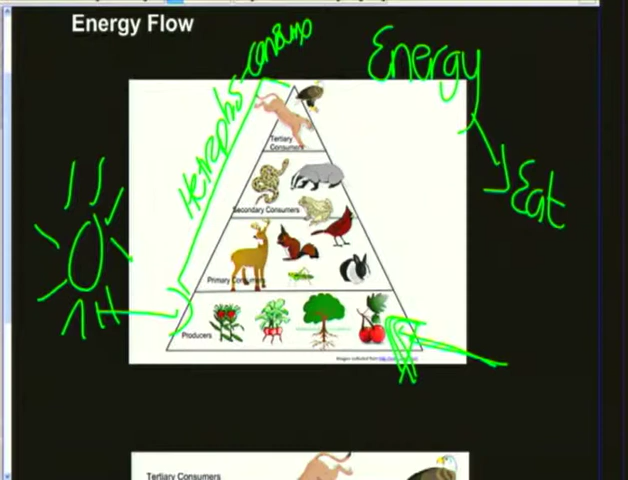 Energy Flow
Energy
Eat
Tertiary
Consumers
Secondary Consumers
Primary Consumers
Producers
Tertiary Consumers